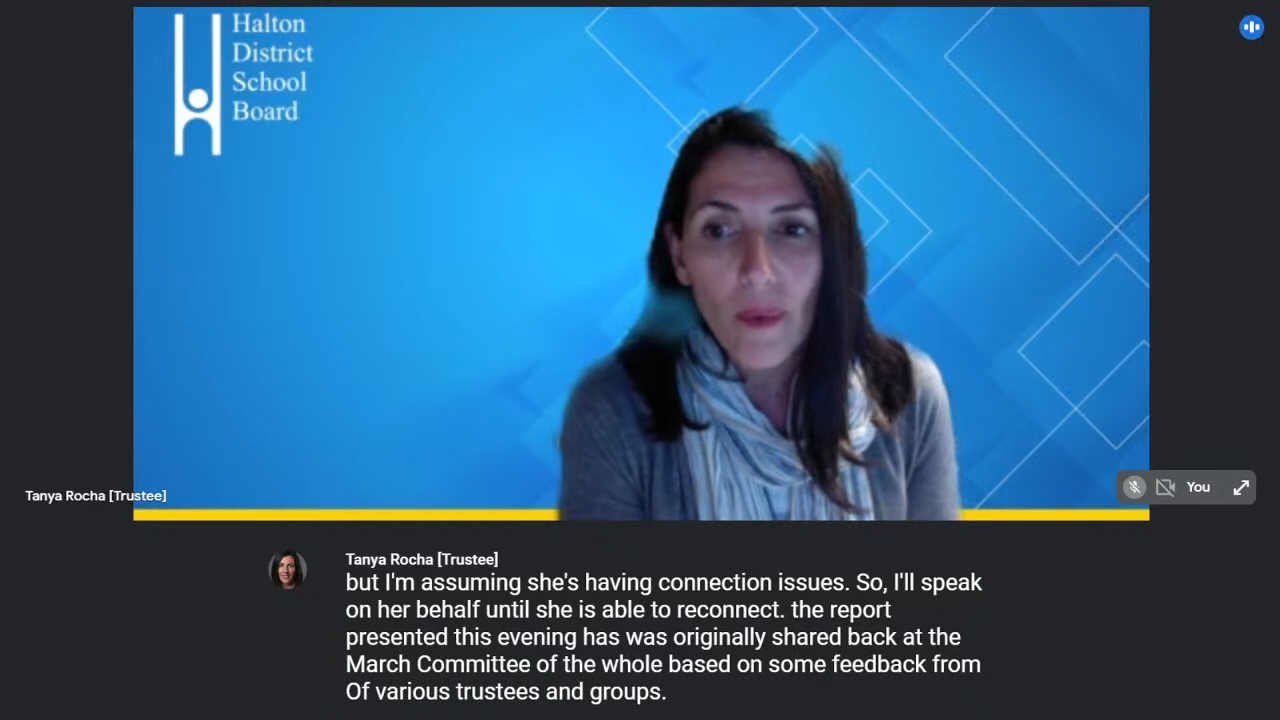 Halton
District
School
Board
Tanya Rocha [Trustee]
You
Tanya Rocha [Trustee]
but I'm assuming she's having connection issues. So, I'll speak
on her behalf until she is able to reconnect. the report
presented this evening has was originally shared back at the
March Committee of the whole based on some feedback from
Of various trustees and groups.